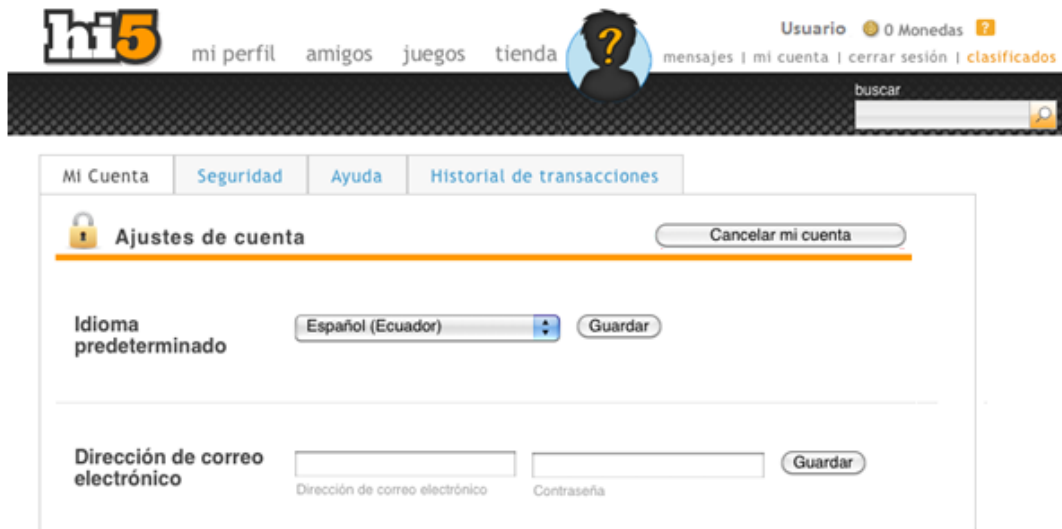 hi5
mi perfil amigos juegos tienda
?
Usuario 0 Monedas ?
mensajes | mi cuenta | cerrar sesión | clasificados
buscar
Mi Cuenta Seguridad Ayuda Historial de transacciones
Ajustes de cuenta Cancelar mi cuenta
Idioma
predeterminado
Español (Ecuador) Guardar
Dirección de correo
electrónico
Guardar
Dirección de correo electrónico Contraseña